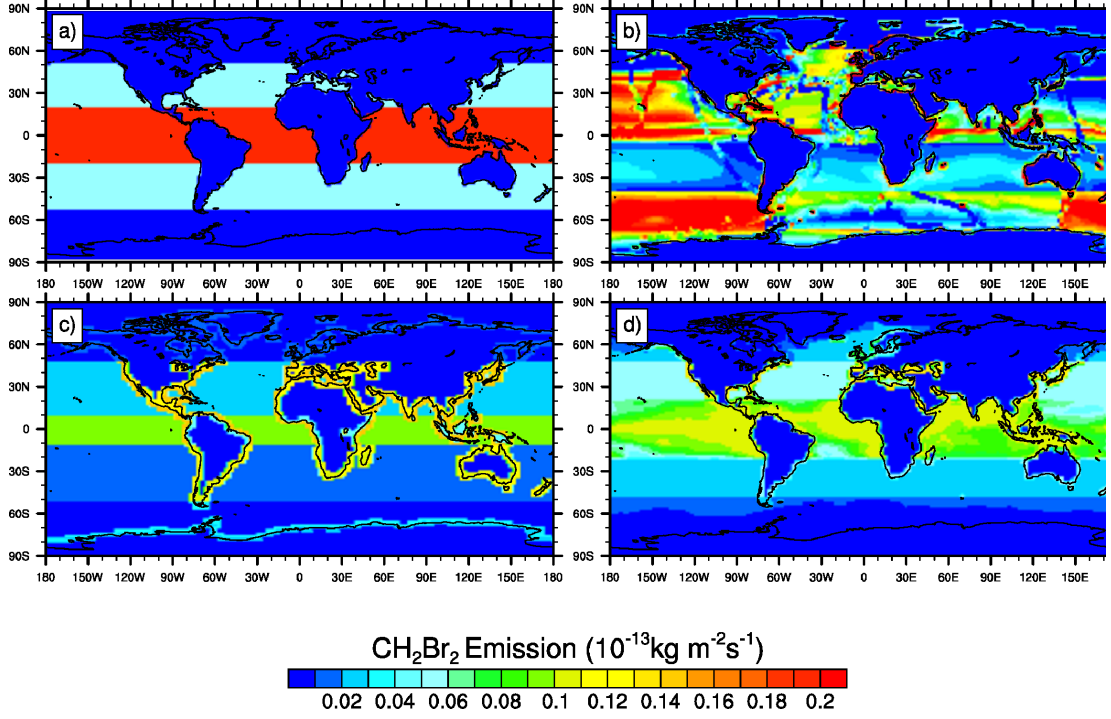 a)
90N
60N
30N
0
30S
60S
90S
180 150W 120W 90W 60W 30W 0 30E 60E 90E 120E 150E 180
b)
90N
60N
30N
0
30S
60S
90S
180 150W 120W 90W 60W 30W 0 30E 60E 90E 120E 150E
c)
90N
60N
30N
0
30S
60S
90S
180 150W 120W 90W 60W 30W 0 30E 60E 90E 120E 150E 180
d)
90N
60N
30N
0
30S
60S
90S
180 150W 120W 90W 60W 30W 0 30E 60E 90E 120E 150E
CH₂Br₂ Emission (10⁻¹³kg m⁻²s⁻¹)
0.02 0.04 0.06 0.08 0.1 0.12 0.14 0.16 0.18 0.2